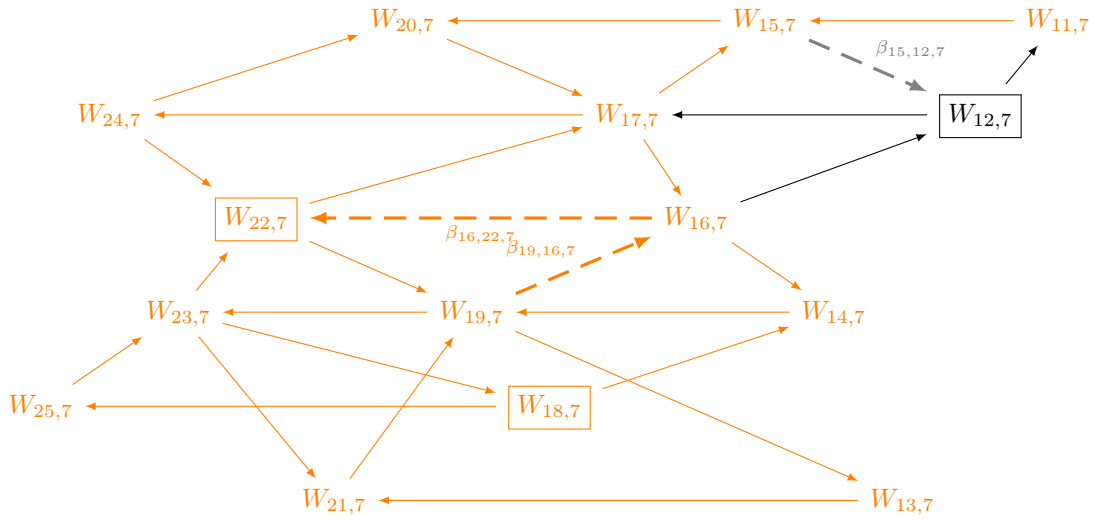 W₂₀,₇ W₁₅,₇ W₁₁,₇
β₁₅,₁₂,₇
W₂₄,₇ W₁₇,₇ W₁₂,₇
W₂₂,₇ W₁₆,₇
β₁₆,₂₂,₇
β₁₉,₁₆,₇
W₂₃,₇ W₁₉,₇ W₁₄,₇
W₂₅,₇ W₁₈,₇
W₂₁,₇ W₁₃,₇